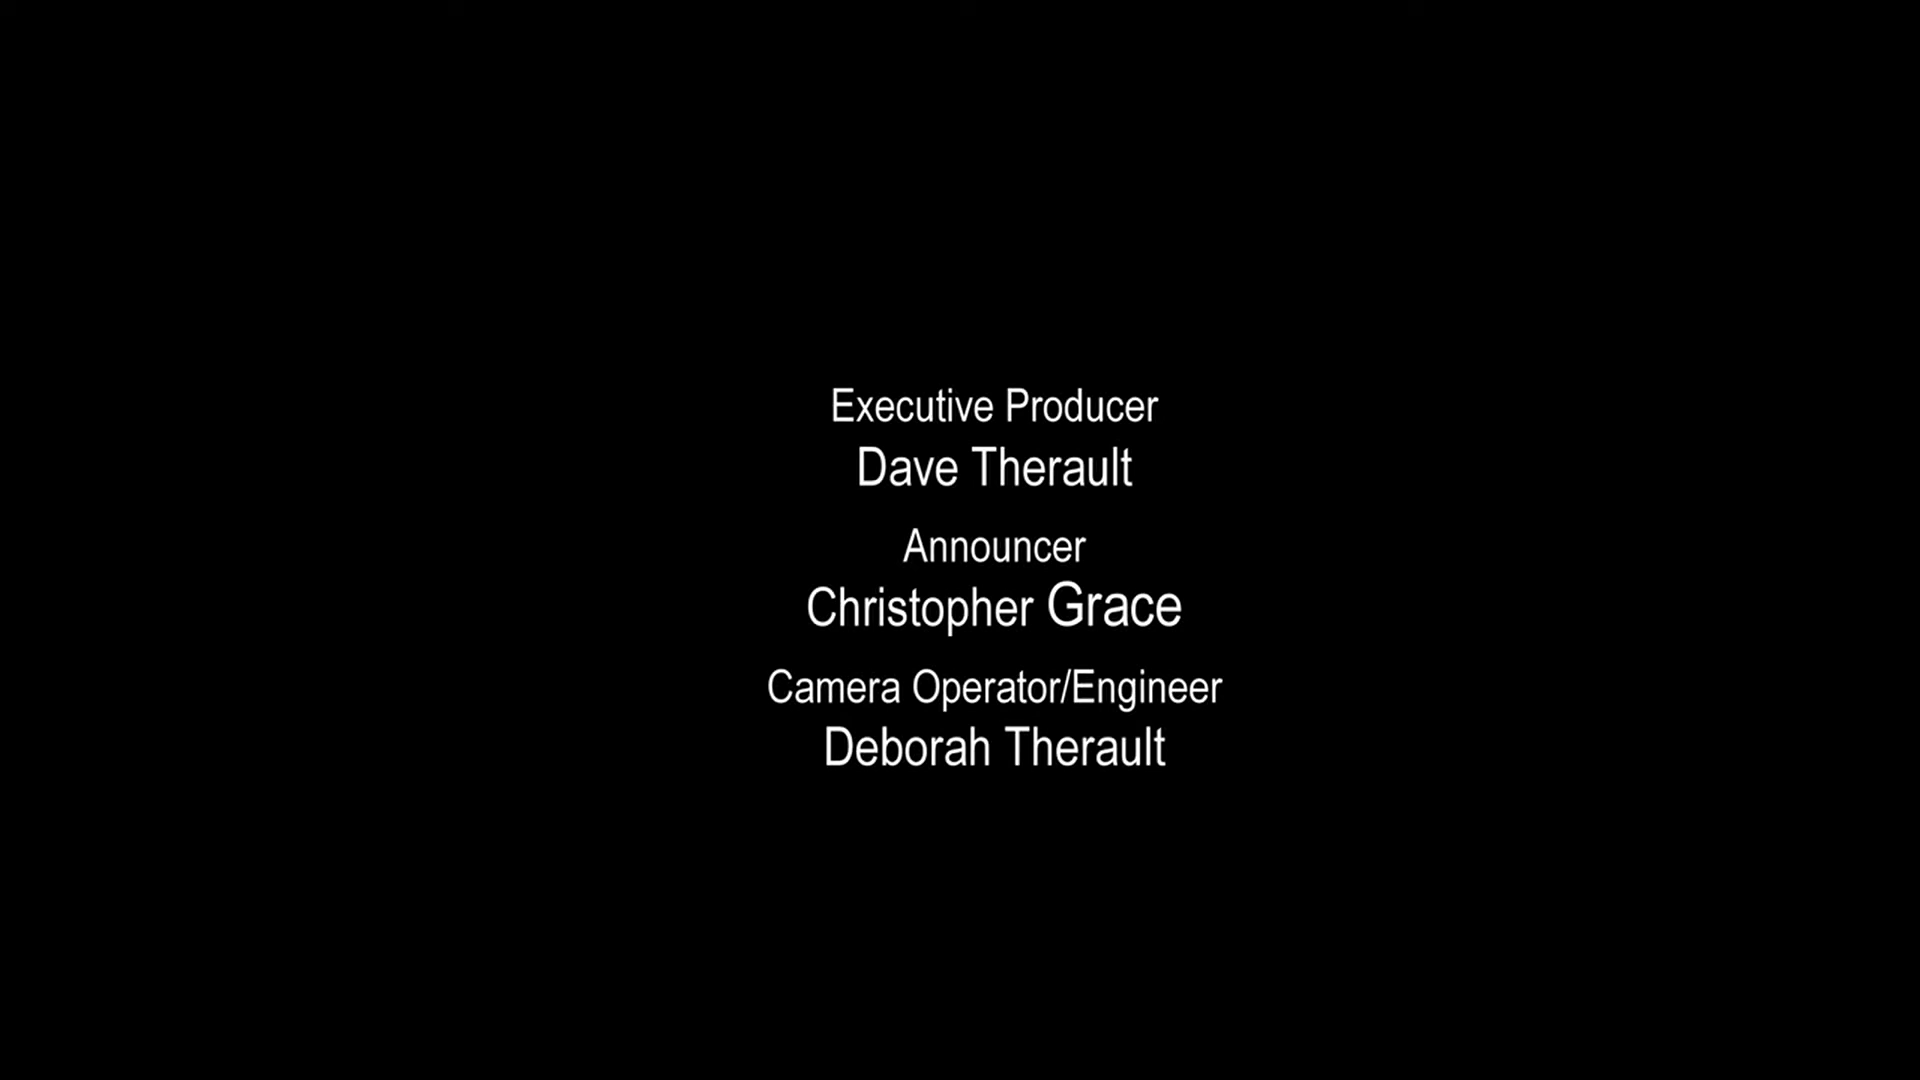 Executive Producer
Dave Therault
Announcer
Christopher Grace
Camera Operator/Engineer
Deborah Therault